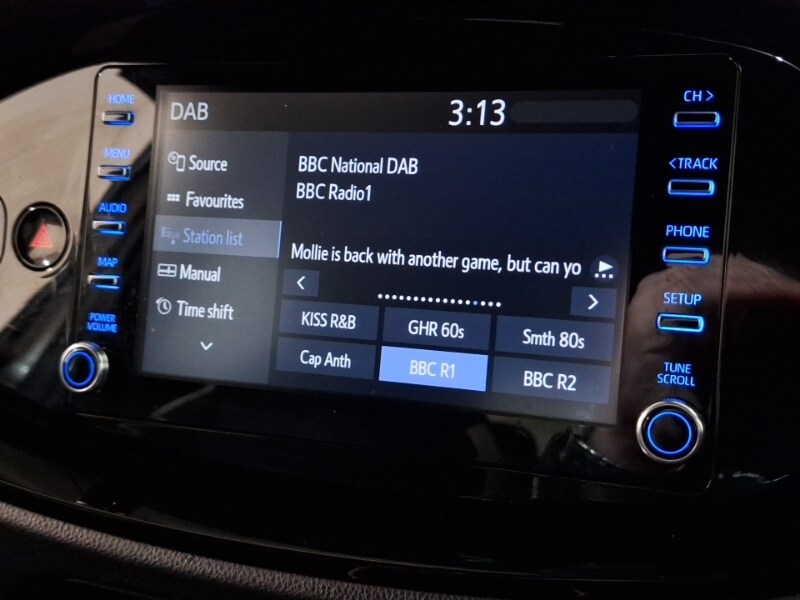 DAB
3:13
HOME
MENU
AUDIO
MAP
POWER
VOLUME
Source
Favourites
Station list
Manual
Time shift
BBC National DAB
BBC Radio1
Mollie is back with another game, but can yo
<
>
KISS R&B
GHR 60s
Smth 80s
Cap Anth
BBC R1
BBC R2
CH >
< TRACK
PHONE
SETUP
TUNE
SCROLL